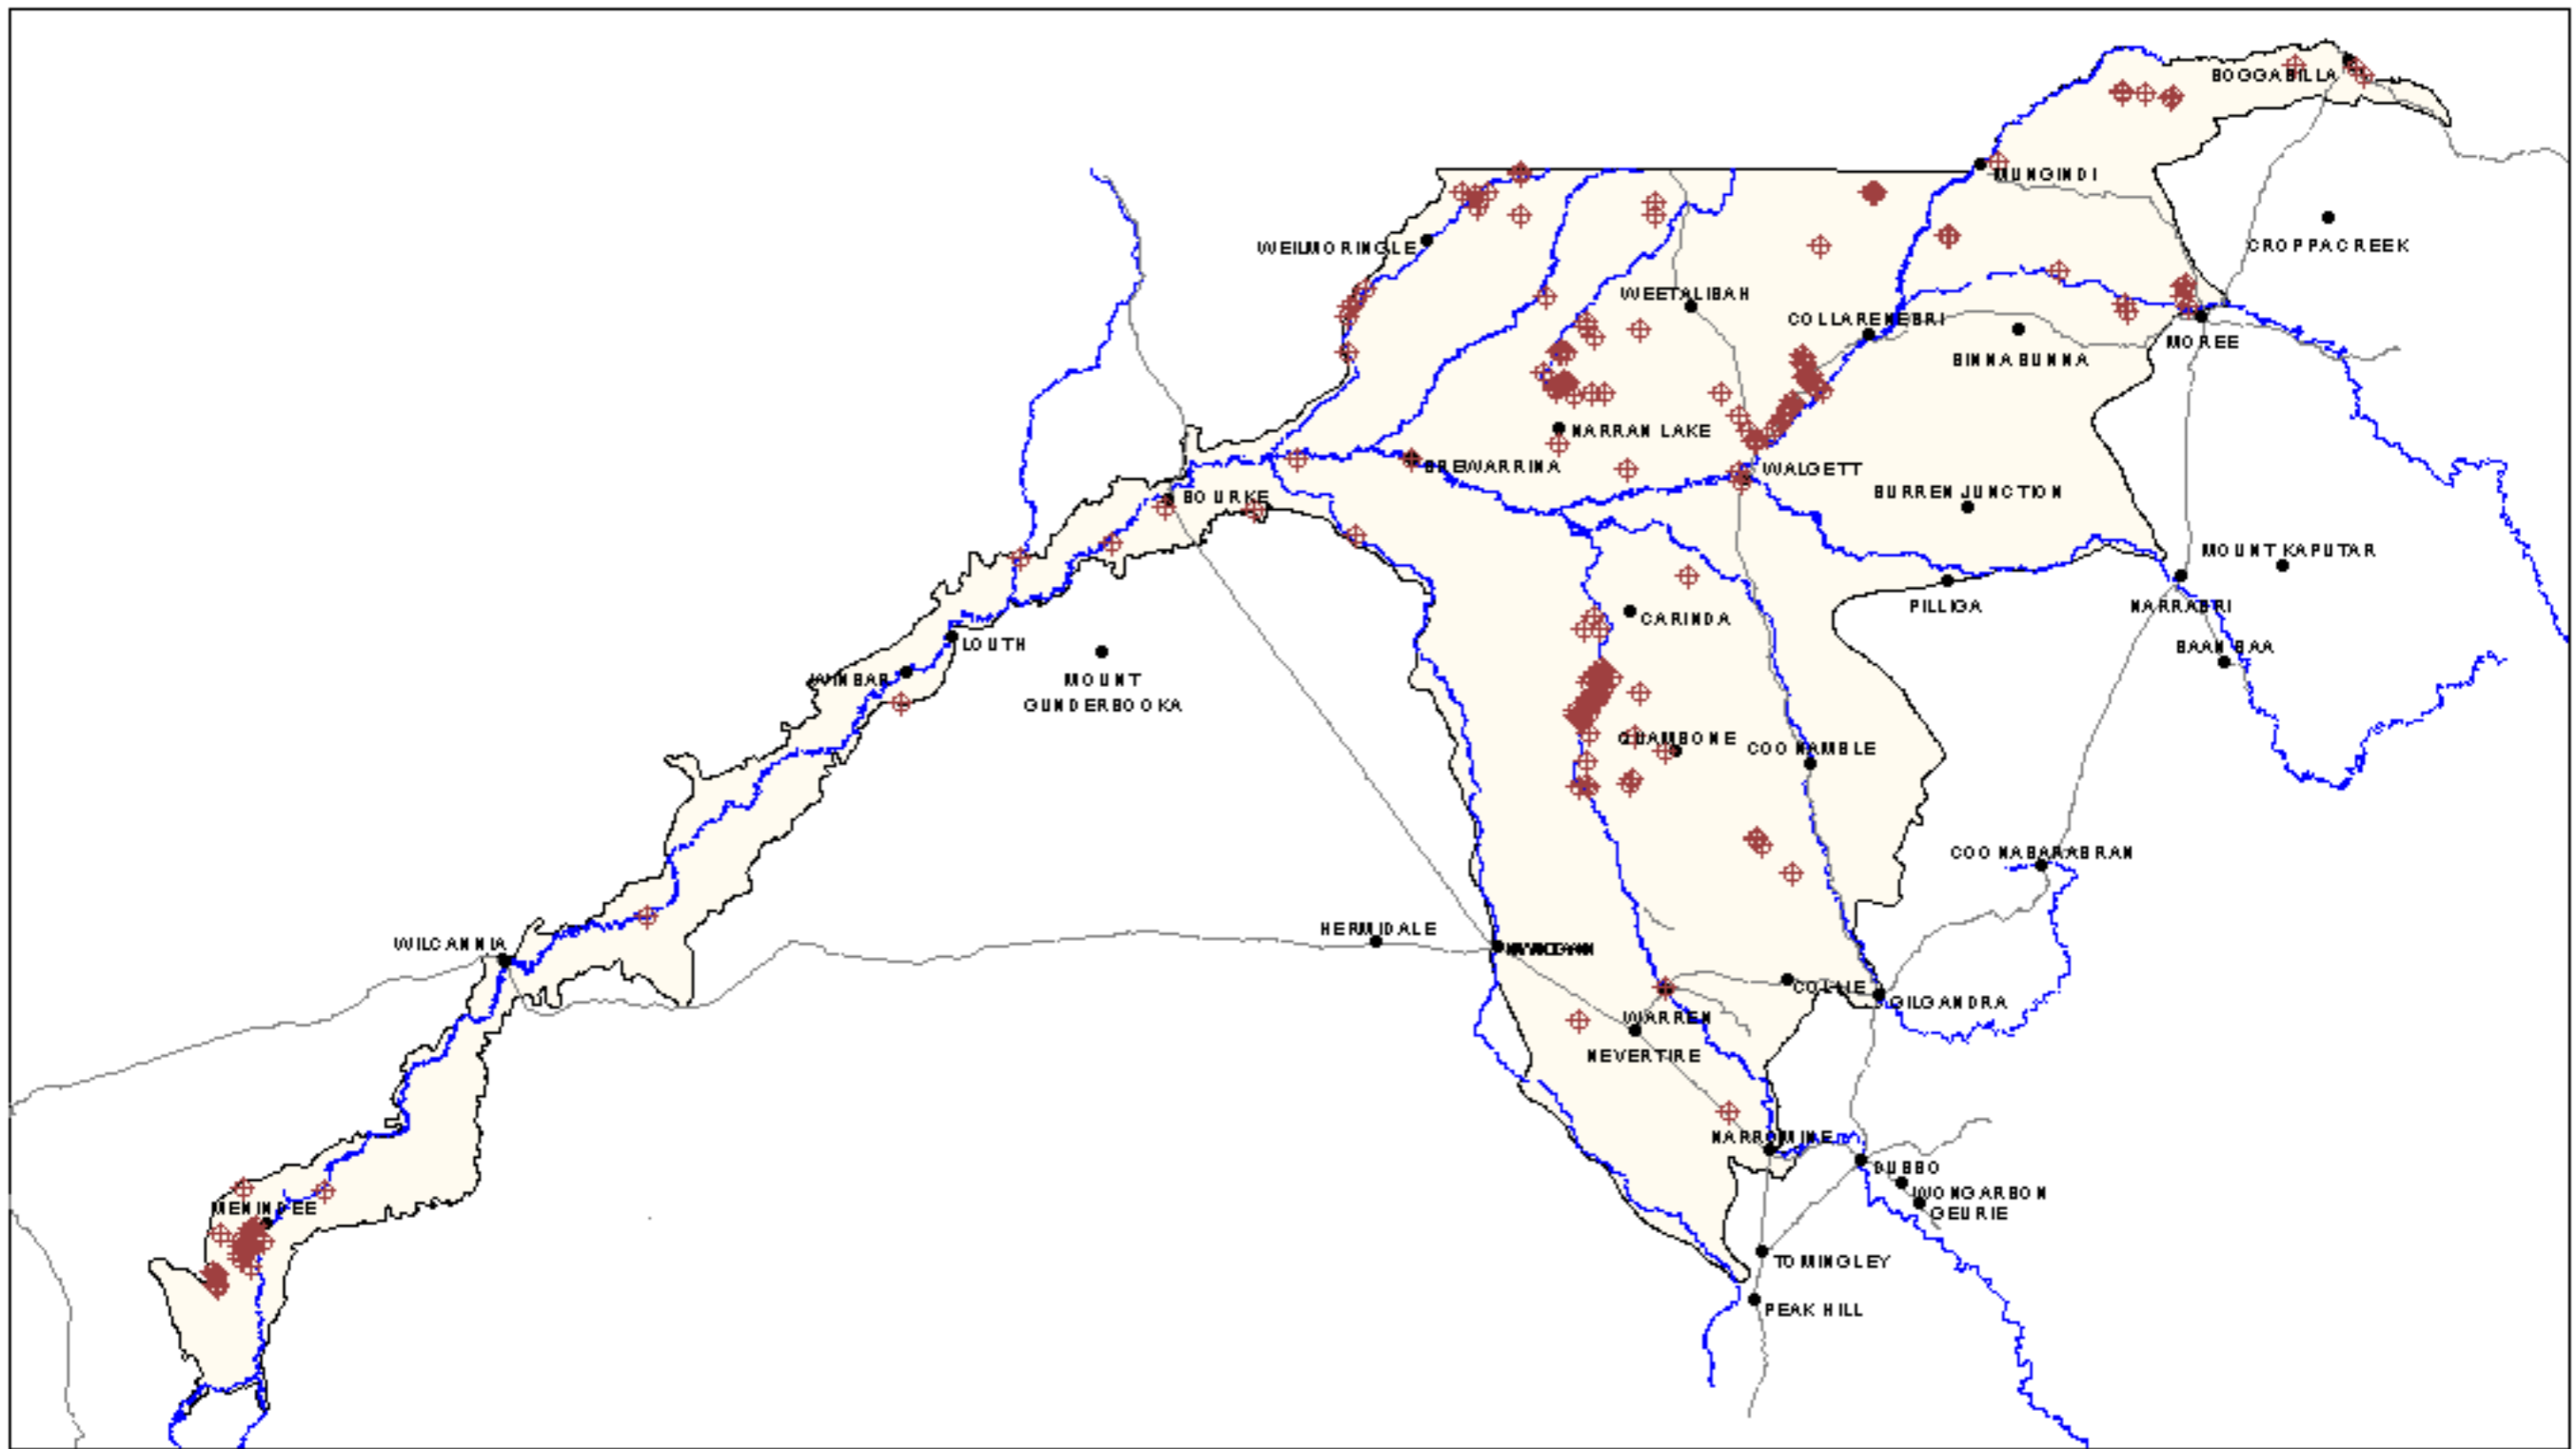 BOGGABILLA
MUNGINDI
CROPPA CREEK
WEILMORINGLE
WEETALIBAH
COLLARENEBRI
MOREE
BINNABUNNA
NARRAN LAKE
BREWARRINA
WALGETT
BURREN JUNCTION
BOURKE
MOUNT KAPUTAR
NARRABRI
PILLIGA
CARINDA
BAAN BAA
LOUTH
MOUNT
GUNDERBOOKA
QUAMBONE
COONAMBLE
COONABARABRAN
HERMIDALE
WILCANNIA
COLLIE
GILGANDRA
WARREN
NEVERTIRE
NARROMINE
DUBBO
WONGARBON
GEURIE
MENINDEE
TOMINGLEY
PEAK HILL